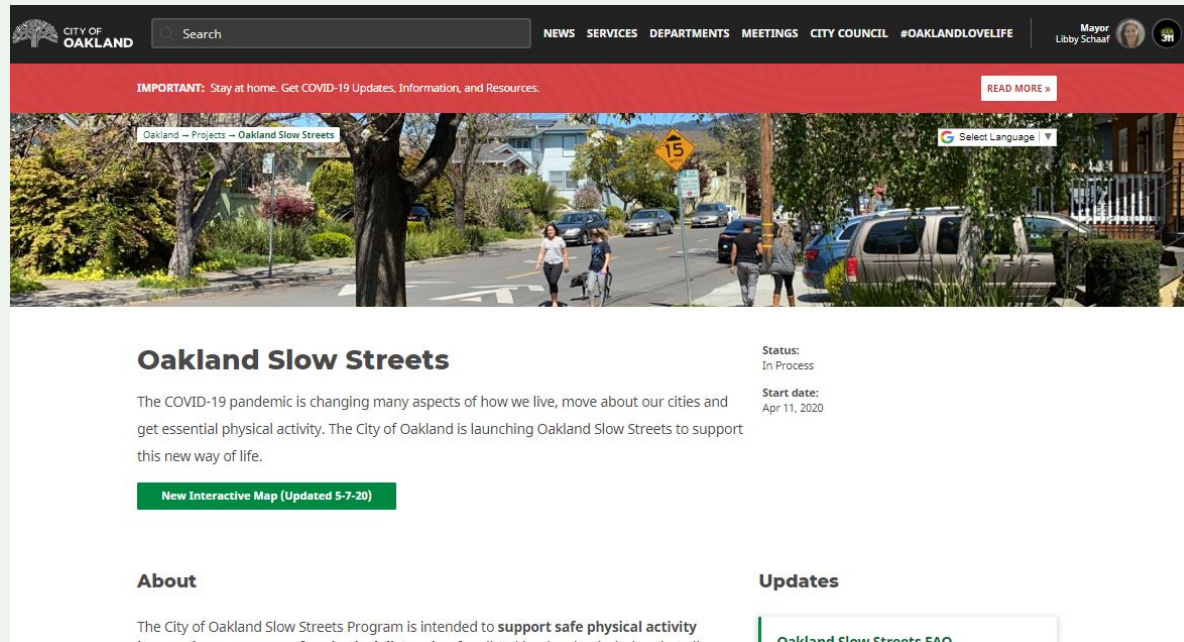 CITY OF
OAKLAND
Search
NEWS SERVICES DEPARTMENTS MEETINGS CITY COUNCIL #OAKLANDLOVELIFE
Mayor
Libby Schaaf
311
IMPORTANT: Stay at home. Get COVID-19 Updates, Information, and Resources.
READ MORE »
Oakland → Projects → Oakland Slow Streets
Select Language
15
Oakland Slow Streets
The COVID-19 pandemic is changing many aspects of how we live, move about our cities and
get essential physical activity. The City of Oakland is launching Oakland Slow Streets to support
this new way of life.
New Interactive Map (Updated 5-7-20)
Status:
In Process
Start date:
Apr 11, 2020
About
The City of Oakland Slow Streets Program is intended to support safe physical activity
Updates
Oakland Slow Streets FAQ